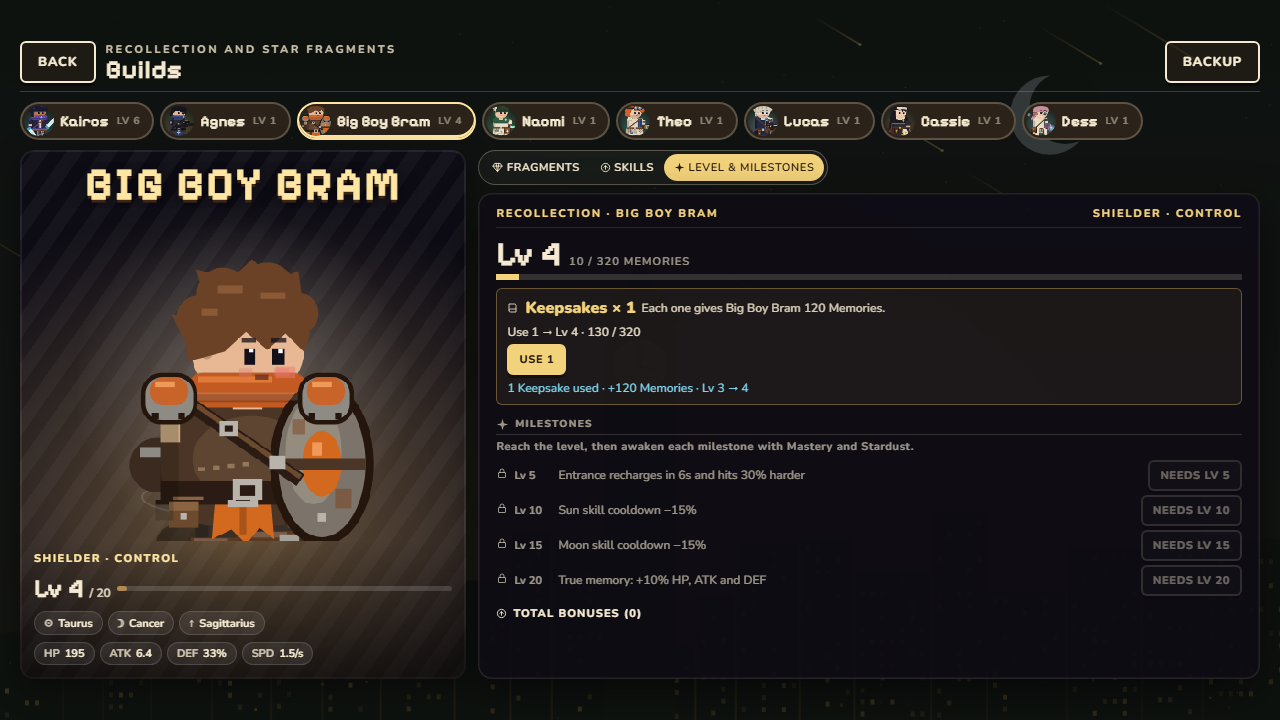 BACK
RECOLLECTION AND STAR FRAGMENTS
Builds
BACKUP
Kairos LV 6
Agnes LV 1
Big Boy Bram LV 4
Naomi LV 1
Theo LV 1
Lucas LV 1
Cassie LV 1
Dess LV 1
BIG BOY BRAM
SHIELDER · CONTROL
Lv 4 / 20
Taurus
Cancer
Sagittarius
HP 195
ATK 6.4
DEF 33%
SPD 1.5/s
FRAGMENTS
SKILLS
LEVEL & MILESTONES
RECOLLECTION · BIG BOY BRAM
SHIELDER · CONTROL
Lv 4 10 / 320 MEMORIES
Keepsakes × 1 Each one gives Big Boy Bram 120 Memories.
Use 1 → Lv 4 · 130 / 320
USE 1
1 Keepsake used · +120 Memories · Lv 3 → 4
MILESTONES
Reach the level, then awaken each milestone with Mastery and Stardust.
Lv 5 Entrance recharges in 6s and hits 30% harder NEEDS LV 5
Lv 10 Sun skill cooldown −15% NEEDS LV 10
Lv 15 Moon skill cooldown −15% NEEDS LV 15
Lv 20 True memory: +10% HP, ATK and DEF NEEDS LV 20
TOTAL BONUSES (0)